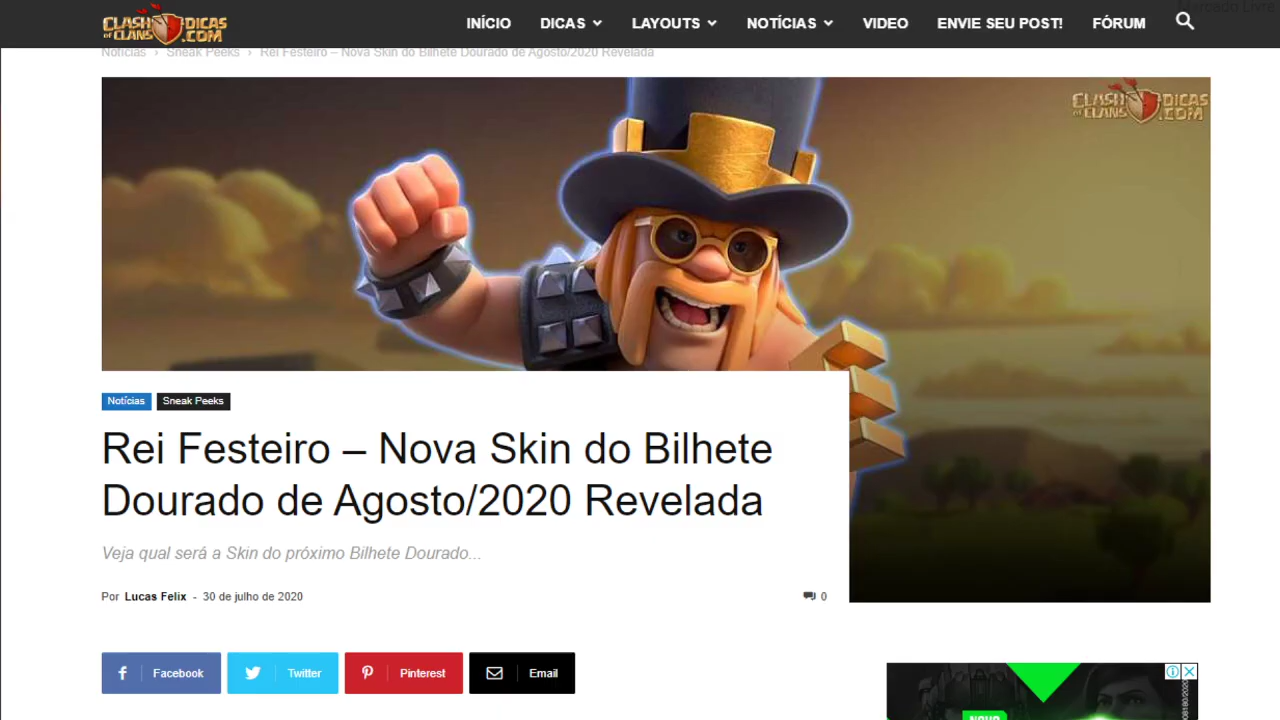 CLASH DICAS
OF CLANS .COM
INÍCIO DICAS LAYOUTS NOTÍCIAS VIDEO ENVIE SEU POST! FÓRUM
Notícias › Sneak Peeks › Rei Festeiro – Nova Skin do Bilhete Dourado de Agosto/2020 Revelada
CLASH DICAS
OF CLANS .COM
Notícias Sneak Peeks
Rei Festeiro – Nova Skin do Bilhete
Dourado de Agosto/2020 Revelada
Veja qual será a Skin do próximo Bilhete Dourado...
Por Lucas Felix - 30 de julho de 2020 0
Facebook Twitter Pinterest Email
NOVO